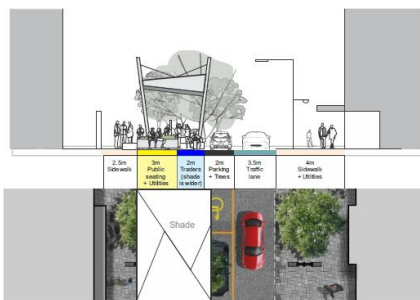 2.5m
Sidewalk
3m
Public
seating
+ Utilities
2m
Traders
(shade
is wider)
2m
Parking
+ Trees
3.5m
Traffic
lane
4m
Sidewalk
+ Utilities
Shade